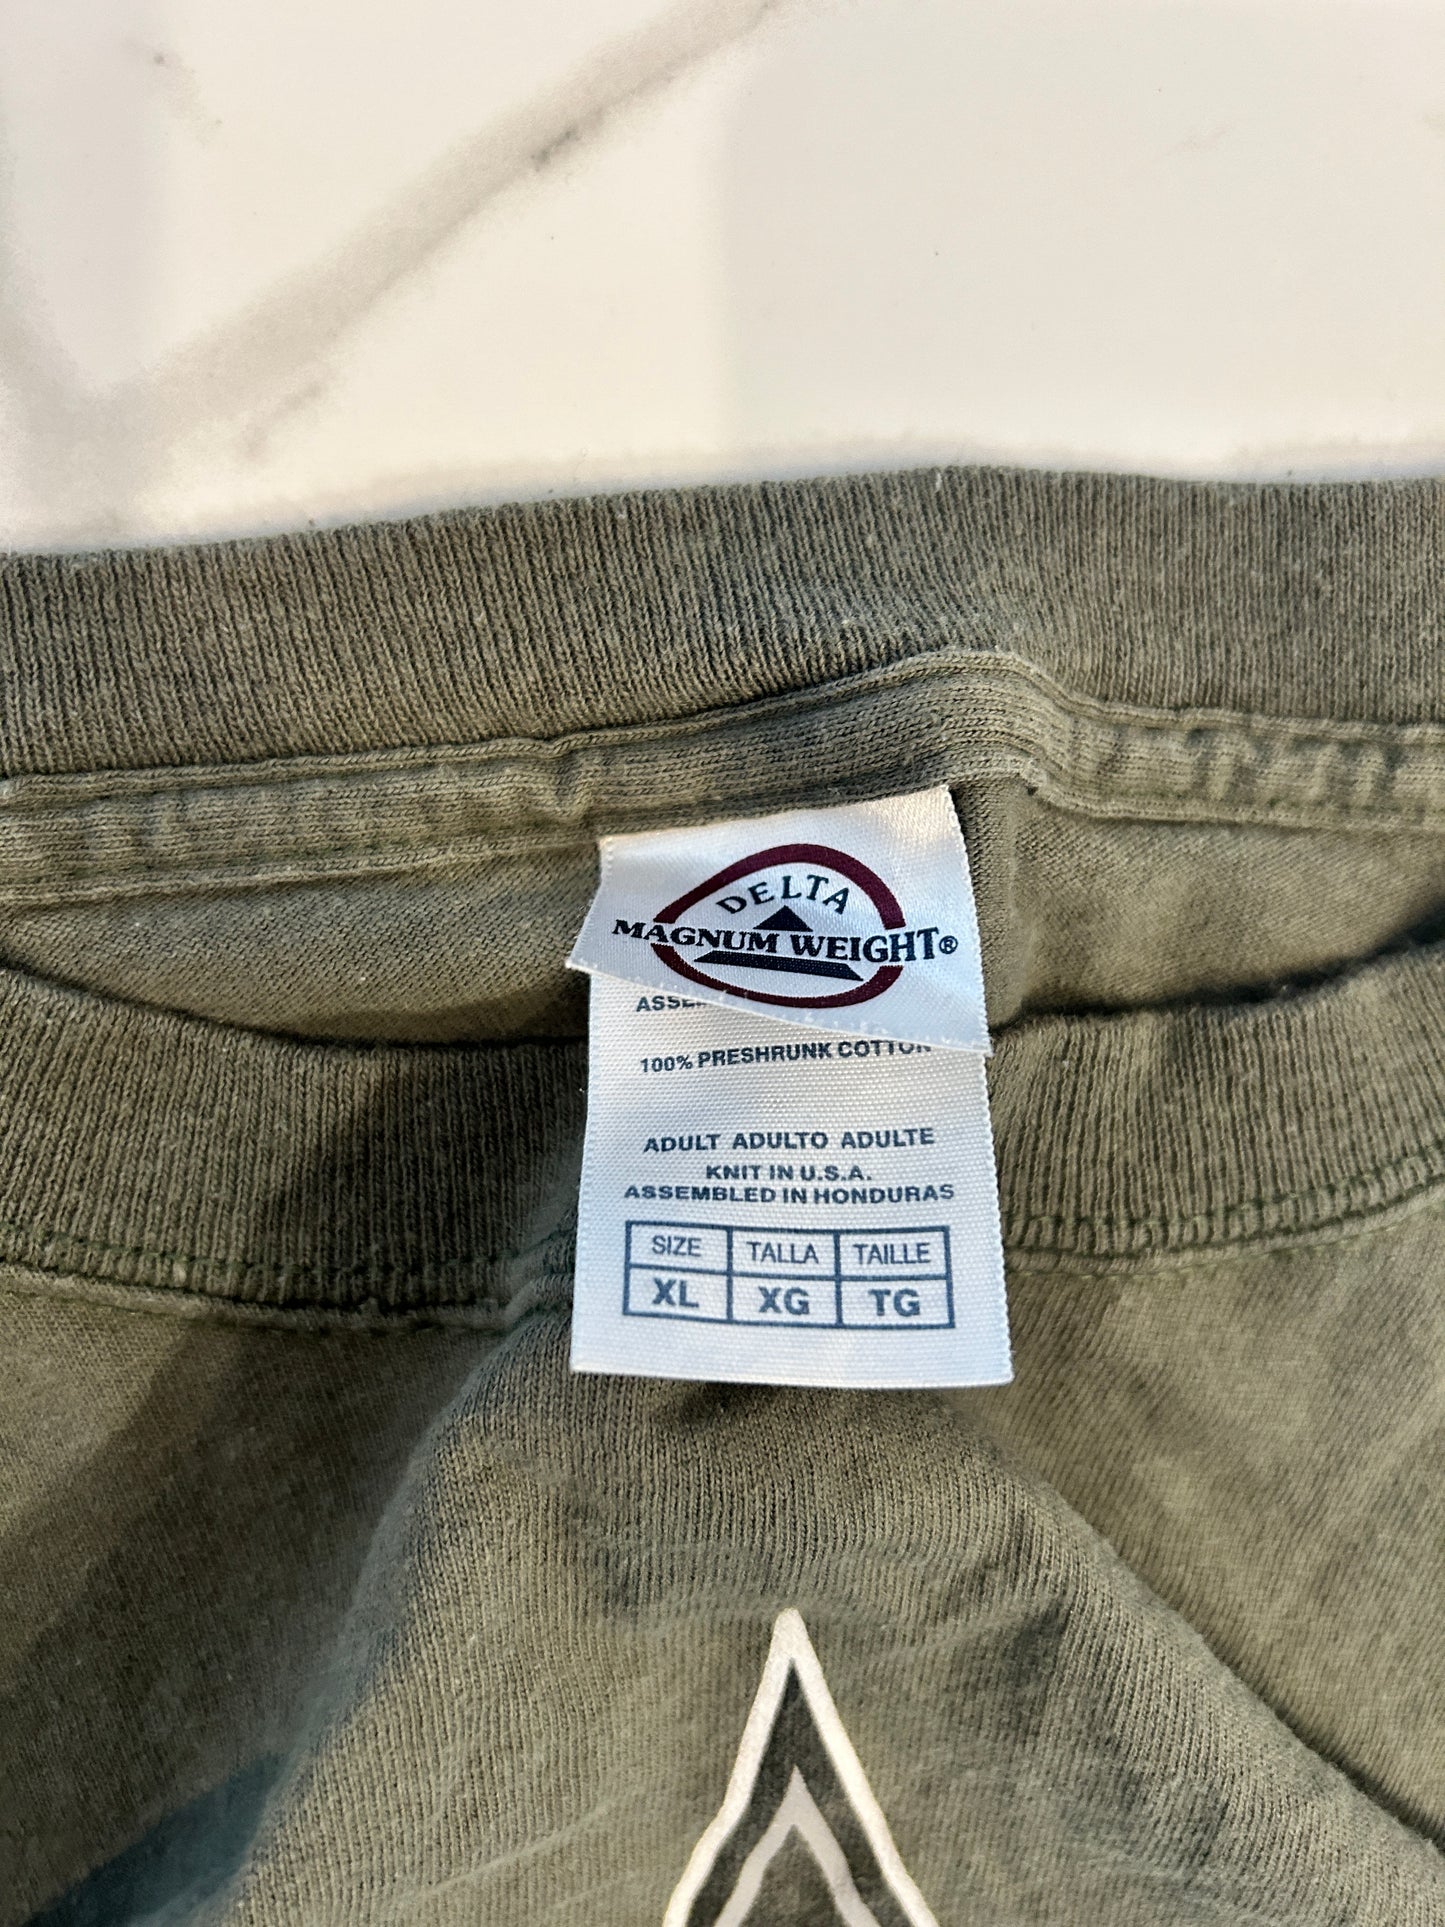 DELTA
MAGNUM WEIGHT®
100% PRESHRUNK COTTON
ADULT ADULTO ADULTE
KNIT IN U.S.A.
ASSEMBLED IN HONDURAS
SIZE TALLA TAILLE
XL XG TG